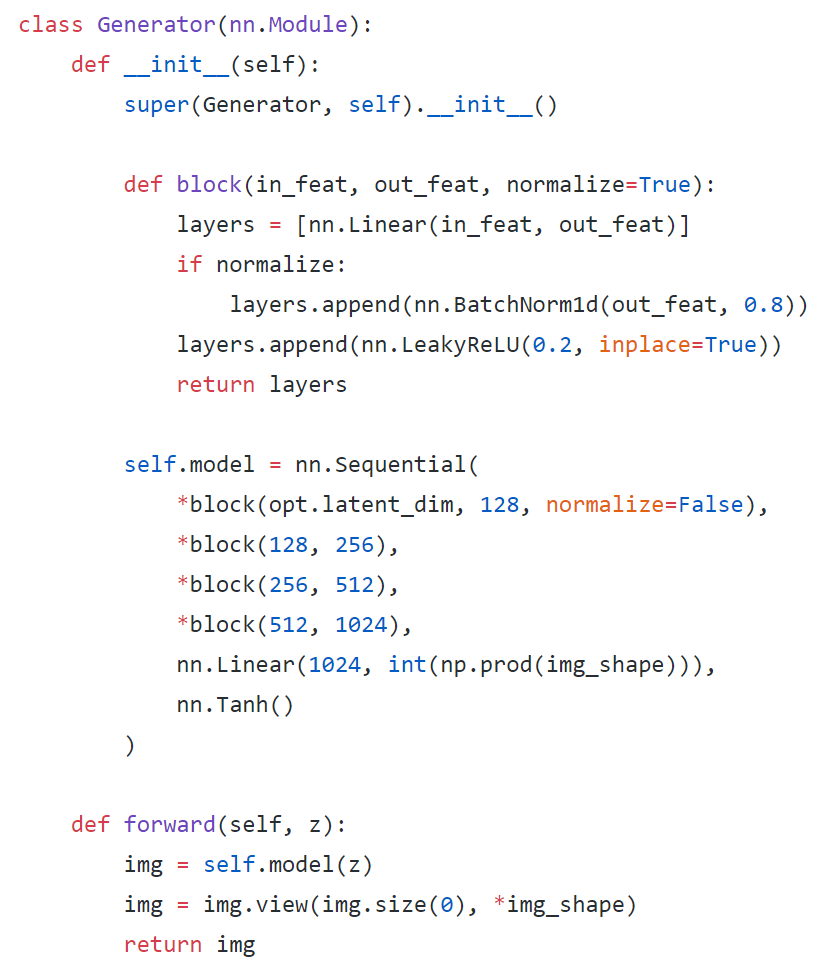 class Generator(nn.Module):
    def __init__(self):
        super(Generator, self).__init__()

        def block(in_feat, out_feat, normalize=True):
            layers = [nn.Linear(in_feat, out_feat)]
            if normalize:
                layers.append(nn.BatchNorm1d(out_feat, 0.8))
            layers.append(nn.LeakyReLU(0.2, inplace=True))
            return layers

        self.model = nn.Sequential(
            *block(opt.latent_dim, 128, normalize=False),
            *block(128, 256),
            *block(256, 512),
            *block(512, 1024),
            nn.Linear(1024, int(np.prod(img_shape))),
            nn.Tanh()
        )

    def forward(self, z):
        img = self.model(z)
        img = img.view(img.size(0), *img_shape)
        return img